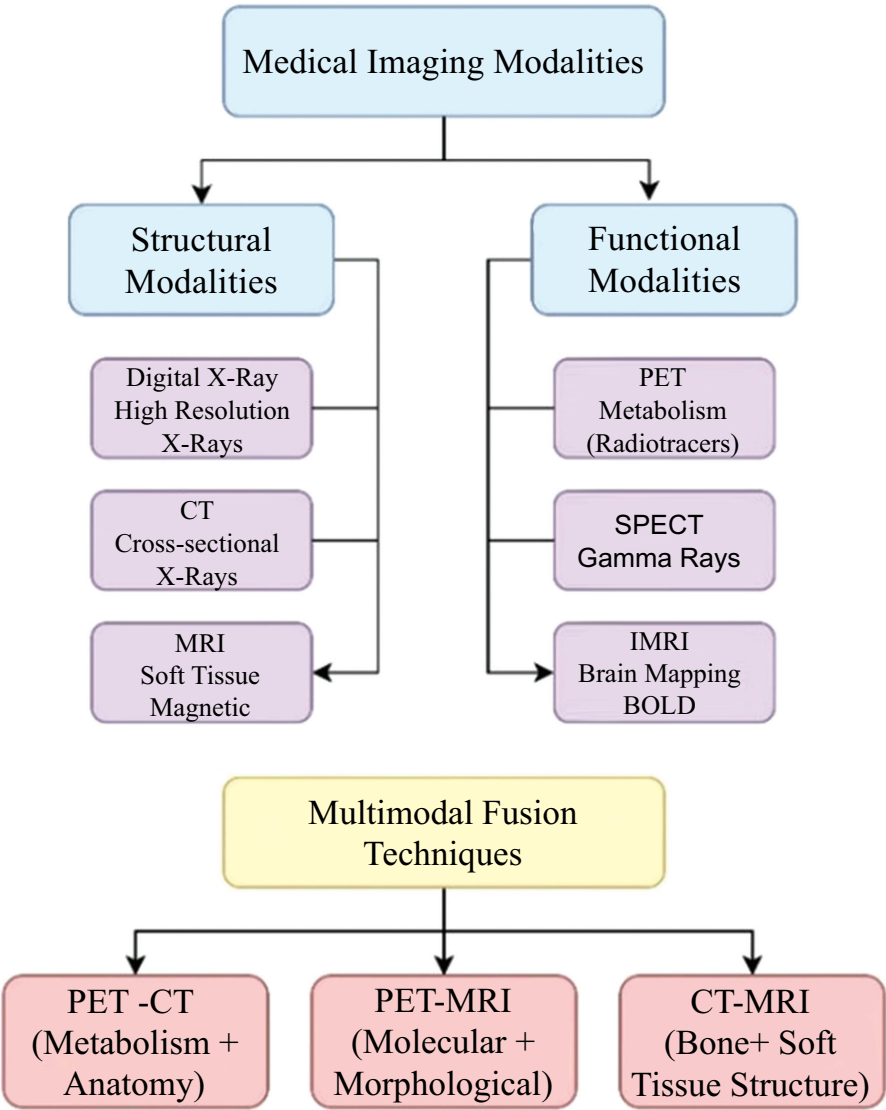 Medical Imaging Modalities
Structural
Modalities
Functional
Modalities
Digital X-Ray
High Resolution
X-Rays
PET
Metabolism
(Radiotracers)
CT
Cross-sectional
X-Rays
SPECT
Gamma Rays
MRI
Soft Tissue
Magnetic
IMRI
Brain Mapping
BOLD
Multimodal Fusion
Techniques
PET -CT
(Metabolism +
Anatomy)
PET-MRI
(Molecular +
Morphological)
CT-MRI
(Bone+ Soft
Tissue Structure)